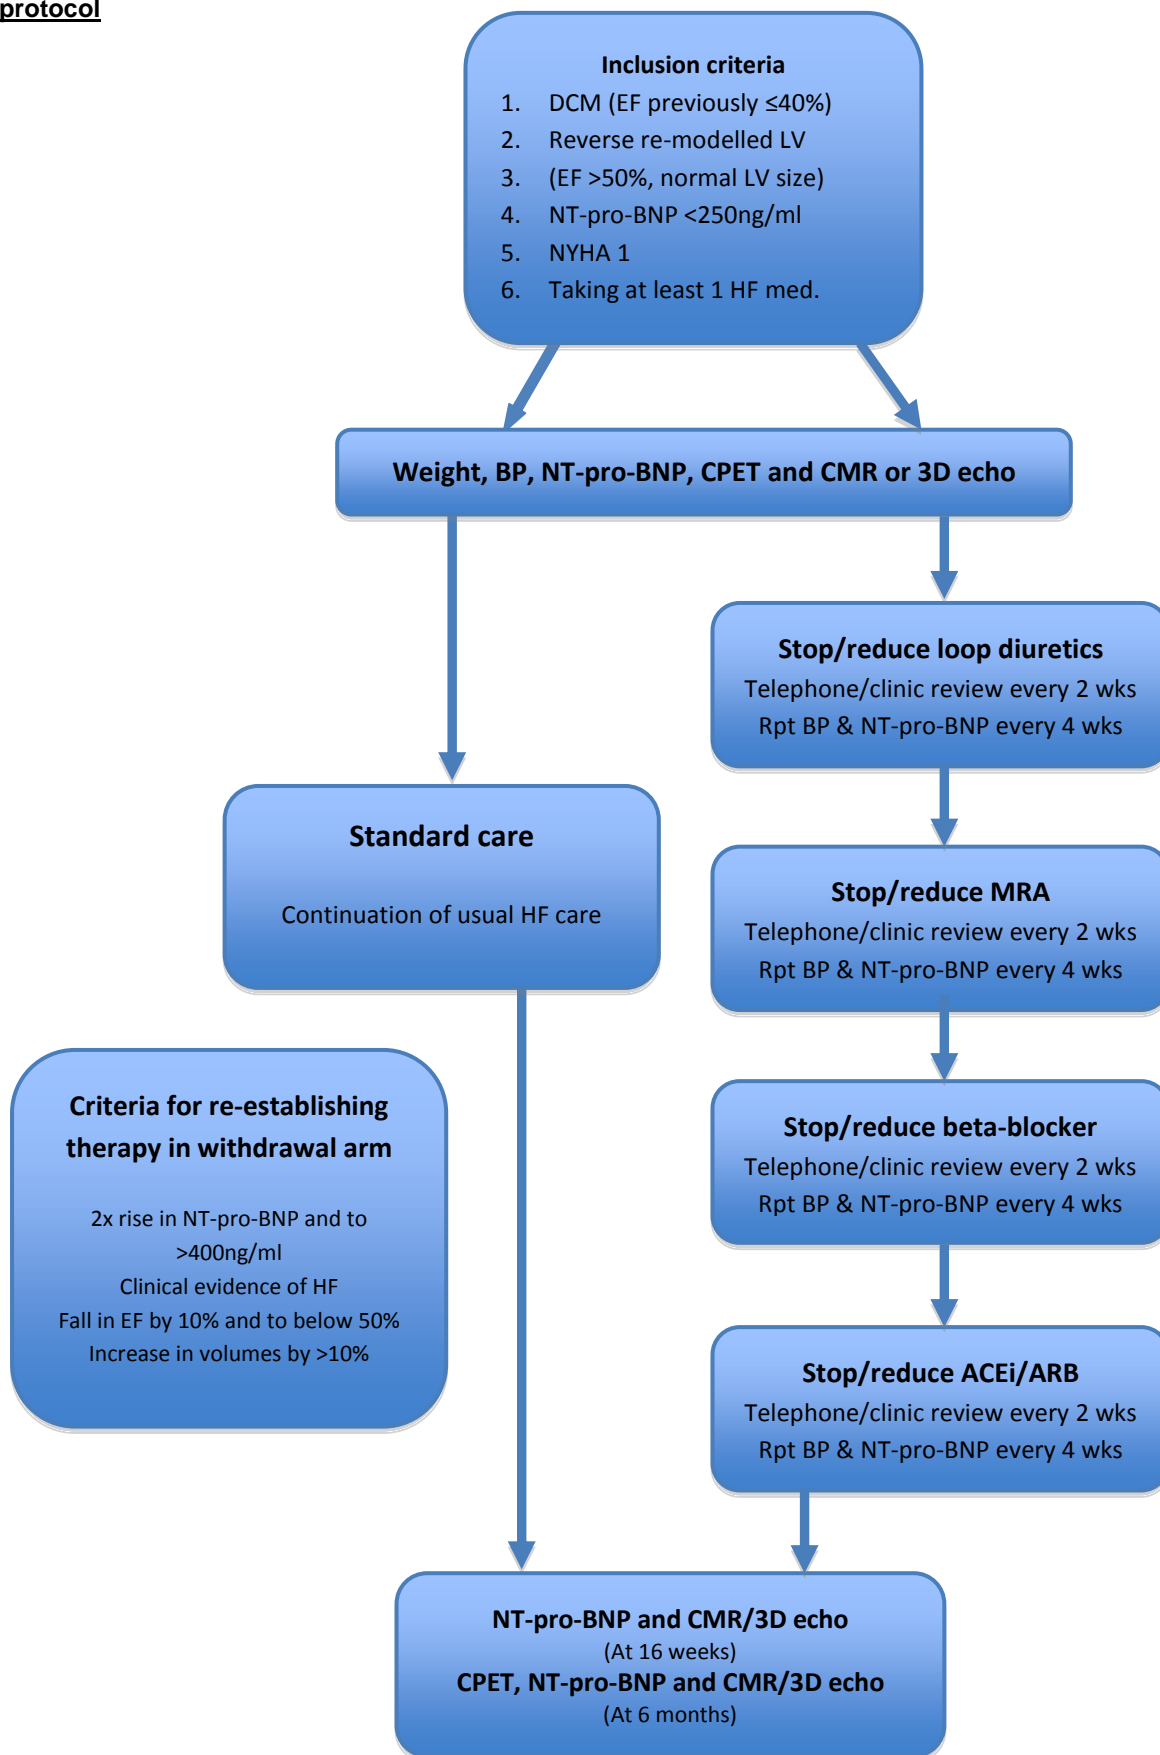 protocol
Inclusion criteria
1. DCM (EF previously ≤40%)
2. Reverse re-modelled LV
3. (EF >50%, normal LV size)
4. NT-pro-BNP <250ng/ml
5. NYHA 1
6. Taking at least 1 HF med.
Weight, BP, NT-pro-BNP, CPET and CMR or 3D echo
Stop/reduce loop diuretics
Telephone/clinic review every 2 wks
Rpt BP & NT-pro-BNP every 4 wks
Standard care
Continuation of usual HF care
Stop/reduce MRA
Telephone/clinic review every 2 wks
Rpt BP & NT-pro-BNP every 4 wks
Criteria for re-establishing
therapy in withdrawal arm
2x rise in NT-pro-BNP and to
>400ng/ml
Clinical evidence of HF
Fall in EF by 10% and to below 50%
Increase in volumes by >10%
Stop/reduce beta-blocker
Telephone/clinic review every 2 wks
Rpt BP & NT-pro-BNP every 4 wks
Stop/reduce ACEi/ARB
Telephone/clinic review every 2 wks
Rpt BP & NT-pro-BNP every 4 wks
NT-pro-BNP and CMR/3D echo
(At 16 weeks)
CPET, NT-pro-BNP and CMR/3D echo
(At 6 months)